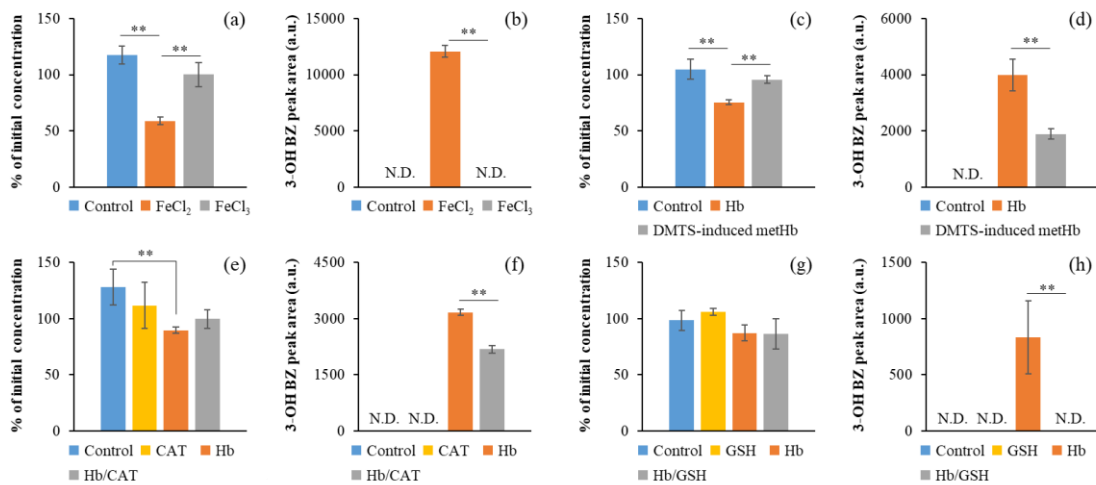 (a)
% of initial concentration
150
100
50
0
**
**
Control FeCl₂ FeCl₃
(b)
3-OH BZ peak area (a.u.)
15000
12000
9000
6000
3000
0
**
N.D.
N.D.
Control FeCl₂ FeCl₃
(c)
% of initial concentration
150
100
50
0
**
**
Control Hb
DMTS-induced metHb
(d)
3-OH BZ peak area (a.u.)
6000
4000
2000
0
**
N.D.
Control Hb
DMTS-induced metHb
(e)
% of initial concentration
150
100
50
0
**
Control CAT Hb
Hb/CAT
(f)
3-OH BZ peak area (a.u.)
4500
3000
1500
0
**
N.D. N.D.
Control CAT Hb
Hb/CAT
(g)
% of initial concentration
150
100
50
0
Control GSH Hb
Hb/GSH
(h)
3-OH BZ peak area (a.u.)
1500
1000
500
0
**
N.D. N.D.
N.D.
Control GSH Hb
Hb/GSH